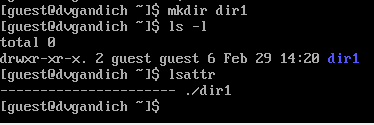 [guest@dvgandich ~]$ mkdir dir1
[guest@dvgandich ~]$ ls -l
total 0
drwxr-xr-x. 2 guest guest 6 Feb 29 14:20 dir1
[guest@dvgandich ~]$ lsattr
---------------------- ./dir1
[guest@dvgandich ~]$